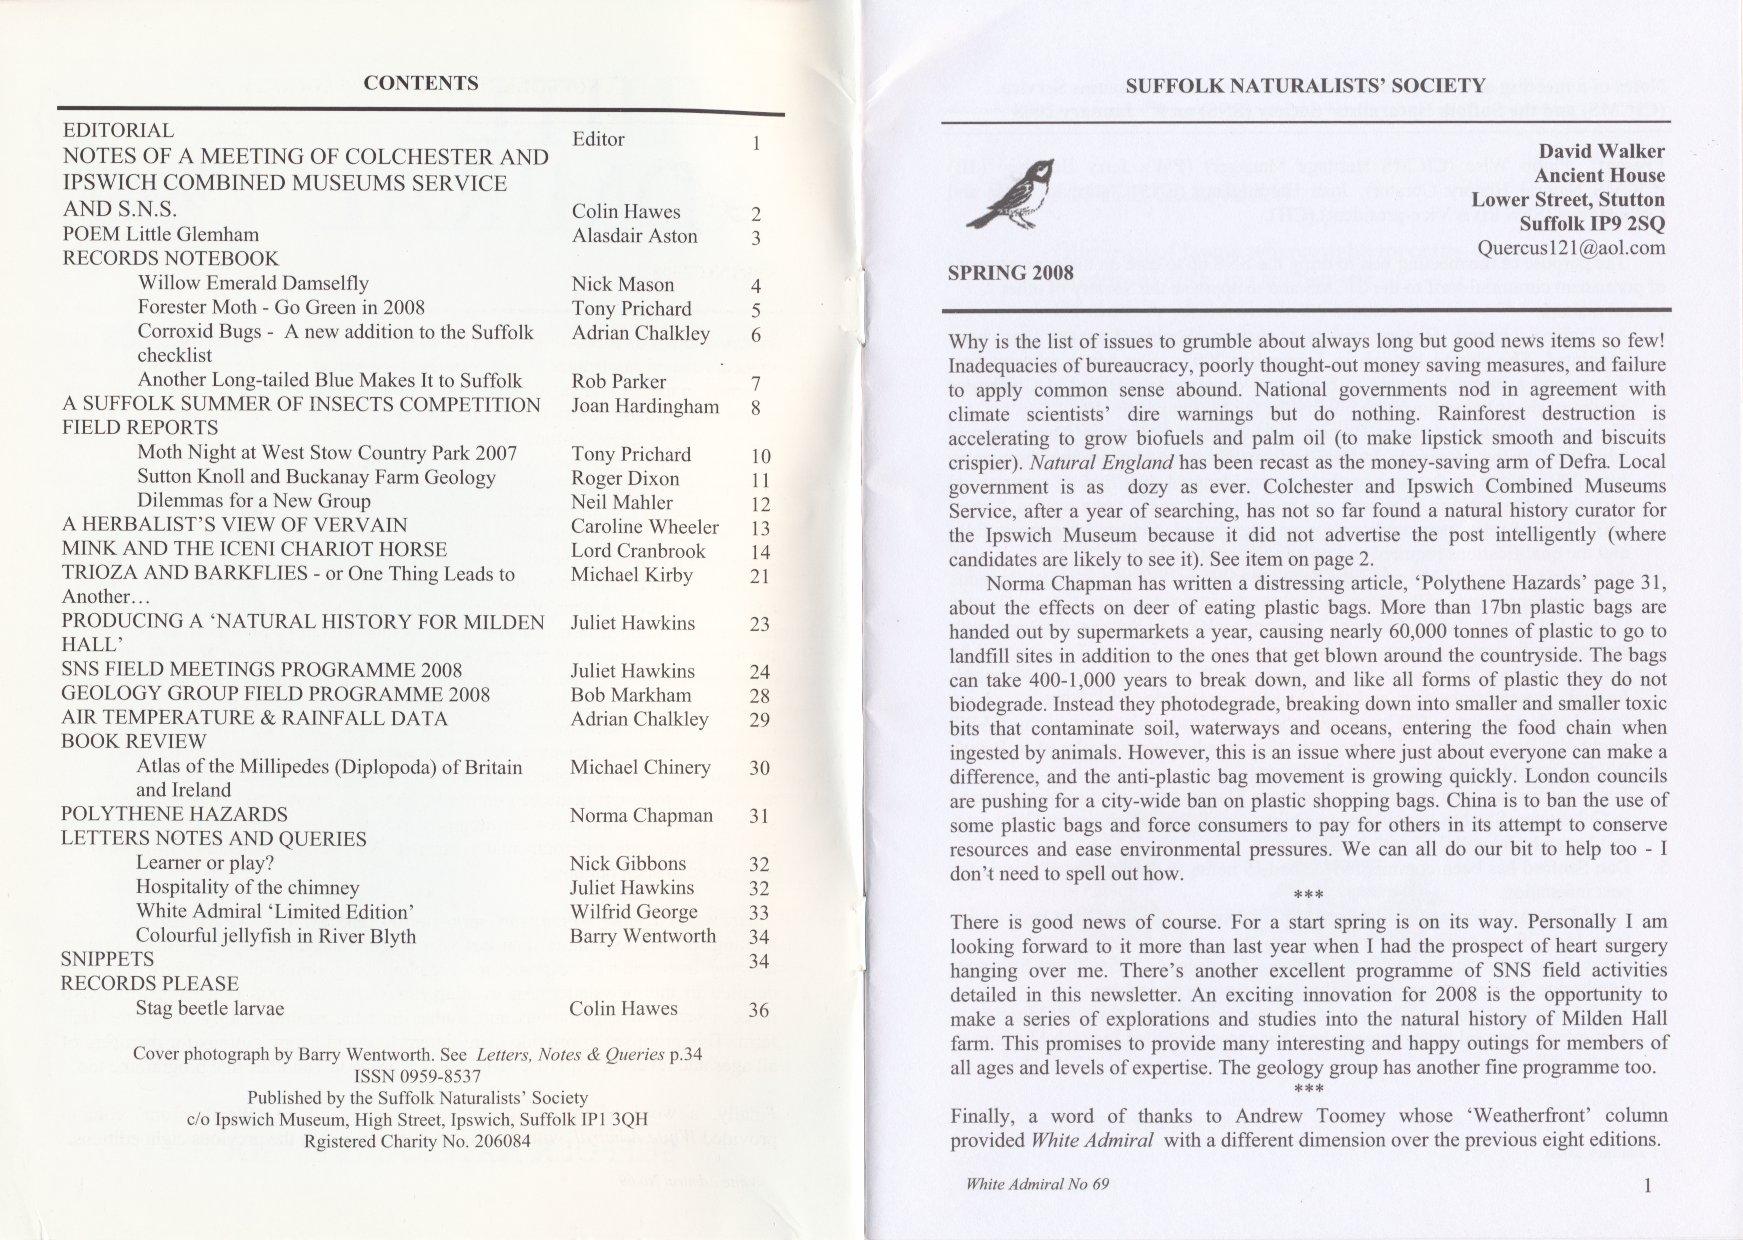 CONTENTS
EDITORIAL Editor 1
NOTES OF A MEETING OF COLCHESTER AND
IPSWICH COMBINED MUSEUMS SERVICE
AND S.N.S. Colin Hawes 2
POEM Little Glemham Alasdair Aston 3
RECORDS NOTEBOOK
Willow Emerald Damselfly Nick Mason 4
Forester Moth - Go Green in 2008 Tony Prichard 5
Corroxid Bugs - A new addition to the Suffolk Adrian Chalkley 6
checklist
Another Long-tailed Blue Makes It to Suffolk Rob Parker 7
A SUFFOLK SUMMER OF INSECTS COMPETITION Joan Hardingham 8
FIELD REPORTS
Moth Night at West Stow Country Park 2007 Tony Prichard 10
Sutton Knoll and Buckanay Farm Geology Roger Dixon 11
Dilemmas for a New Group Neil Mahler 12
A HERBALIST'S VIEW OF VERVAIN Caroline Wheeler 13
MINK AND THE ICENI CHARIOT HORSE Lord Cranbrook 14
TRIOZA AND BARKFLIES - or One Thing Leads to Michael Kirby 21
Another…
PRODUCING A ‘NATURAL HISTORY FOR MILDEN Juliet Hawkins 23
HALL’
SNS FIELD MEETINGS PROGRAMME 2008 Juliet Hawkins 24
GEOLOGY GROUP FIELD PROGRAMME 2008 Bob Markham 28
AIR TEMPERATURE & RAINFALL DATA Adrian Chalkley 29
BOOK REVIEW
Atlas of the Millipedes (Diplopoda) of Britain Michael Chinery 30
and Ireland
POLYTHENE HAZARDS Norma Chapman 31
LETTERS NOTES AND QUERIES
Learner or play? Nick Gibbons 32
Hospitality of the chimney Juliet Hawkins 32
White Admiral ‘Limited Edition’ Wilfrid George 33
Colourful jellyfish in River Blyth Barry Wentworth 34
SNIPPETS 34
RECORDS PLEASE
Stag beetle larvae Colin Hawes 36
Cover photograph by Barry Wentworth. See Letters, Notes & Queries p.34
ISSN 0959-8537
Published by the Suffolk Naturalists’ Society
c/o Ipswich Museum, High Street, Ipswich, Suffolk IP1 3QH
Rgistered Charity No. 206084
SUFFOLK NATURALISTS’ SOCIETY
David Walker
Ancient House
Lower Street, Stutton
Suffolk IP9 2SQ
Quercus121@aol.com
SPRING 2008
Why is the list of issues to grumble about always long but good news items so few!
Inadequacies of bureaucracy, poorly thought-out money saving measures, and failure
to apply common sense abound. National governments nod in agreement with
climate scientists’ dire warnings but do nothing. Rainforest destruction is
accelerating to grow biofuels and palm oil (to make lipstick smooth and biscuits
crispier). Natural England has been recast as the money-saving arm of Defra. Local
government is as dozy as ever. Colchester and Ipswich Combined Museums
Service, after a year of searching, has not so far found a natural history curator for
the Ipswich Museum because it did not advertise the post intelligently (where
candidates are likely to see it). See item on page 2.
Norma Chapman has written a distressing article, ‘Polythene Hazards’ page 31,
about the effects on deer of eating plastic bags. More than 17bn plastic bags are
handed out by supermarkets a year, causing nearly 60,000 tonnes of plastic to go to
landfill sites in addition to the ones that get blown around the countryside. The bags
can take 400-1,000 years to break down, and like all forms of plastic they do not
biodegrade. Instead they photodegrade, breaking down into smaller and smaller toxic
bits that contaminate soil, waterways and oceans, entering the food chain when
ingested by animals. However, this is an issue where just about everyone can make a
difference, and the anti-plastic bag movement is growing quickly. London councils
are pushing for a city-wide ban on plastic shopping bags. China is to ban the use of
some plastic bags and force consumers to pay for others in its attempt to conserve
resources and ease environmental pressures. We can all do our bit to help too - I
don’t need to spell out how.
***
There is good news of course. For a start spring is on its way. Personally I am
looking forward to it more than last year when I had the prospect of heart surgery
hanging over me. There’s another excellent programme of SNS field activities
detailed in this newsletter. An exciting innovation for 2008 is the opportunity to
make a series of explorations and studies into the natural history of Milden Hall
farm. This promises to provide many interesting and happy outings for members of
all ages and levels of expertise. The geology group has another fine programme too.
***
Finally, a word of thanks to Andrew Toomey whose ‘Weatherfront’ column
provided White Admiral with a different dimension over the previous eight editions.
White Admiral No 69 1